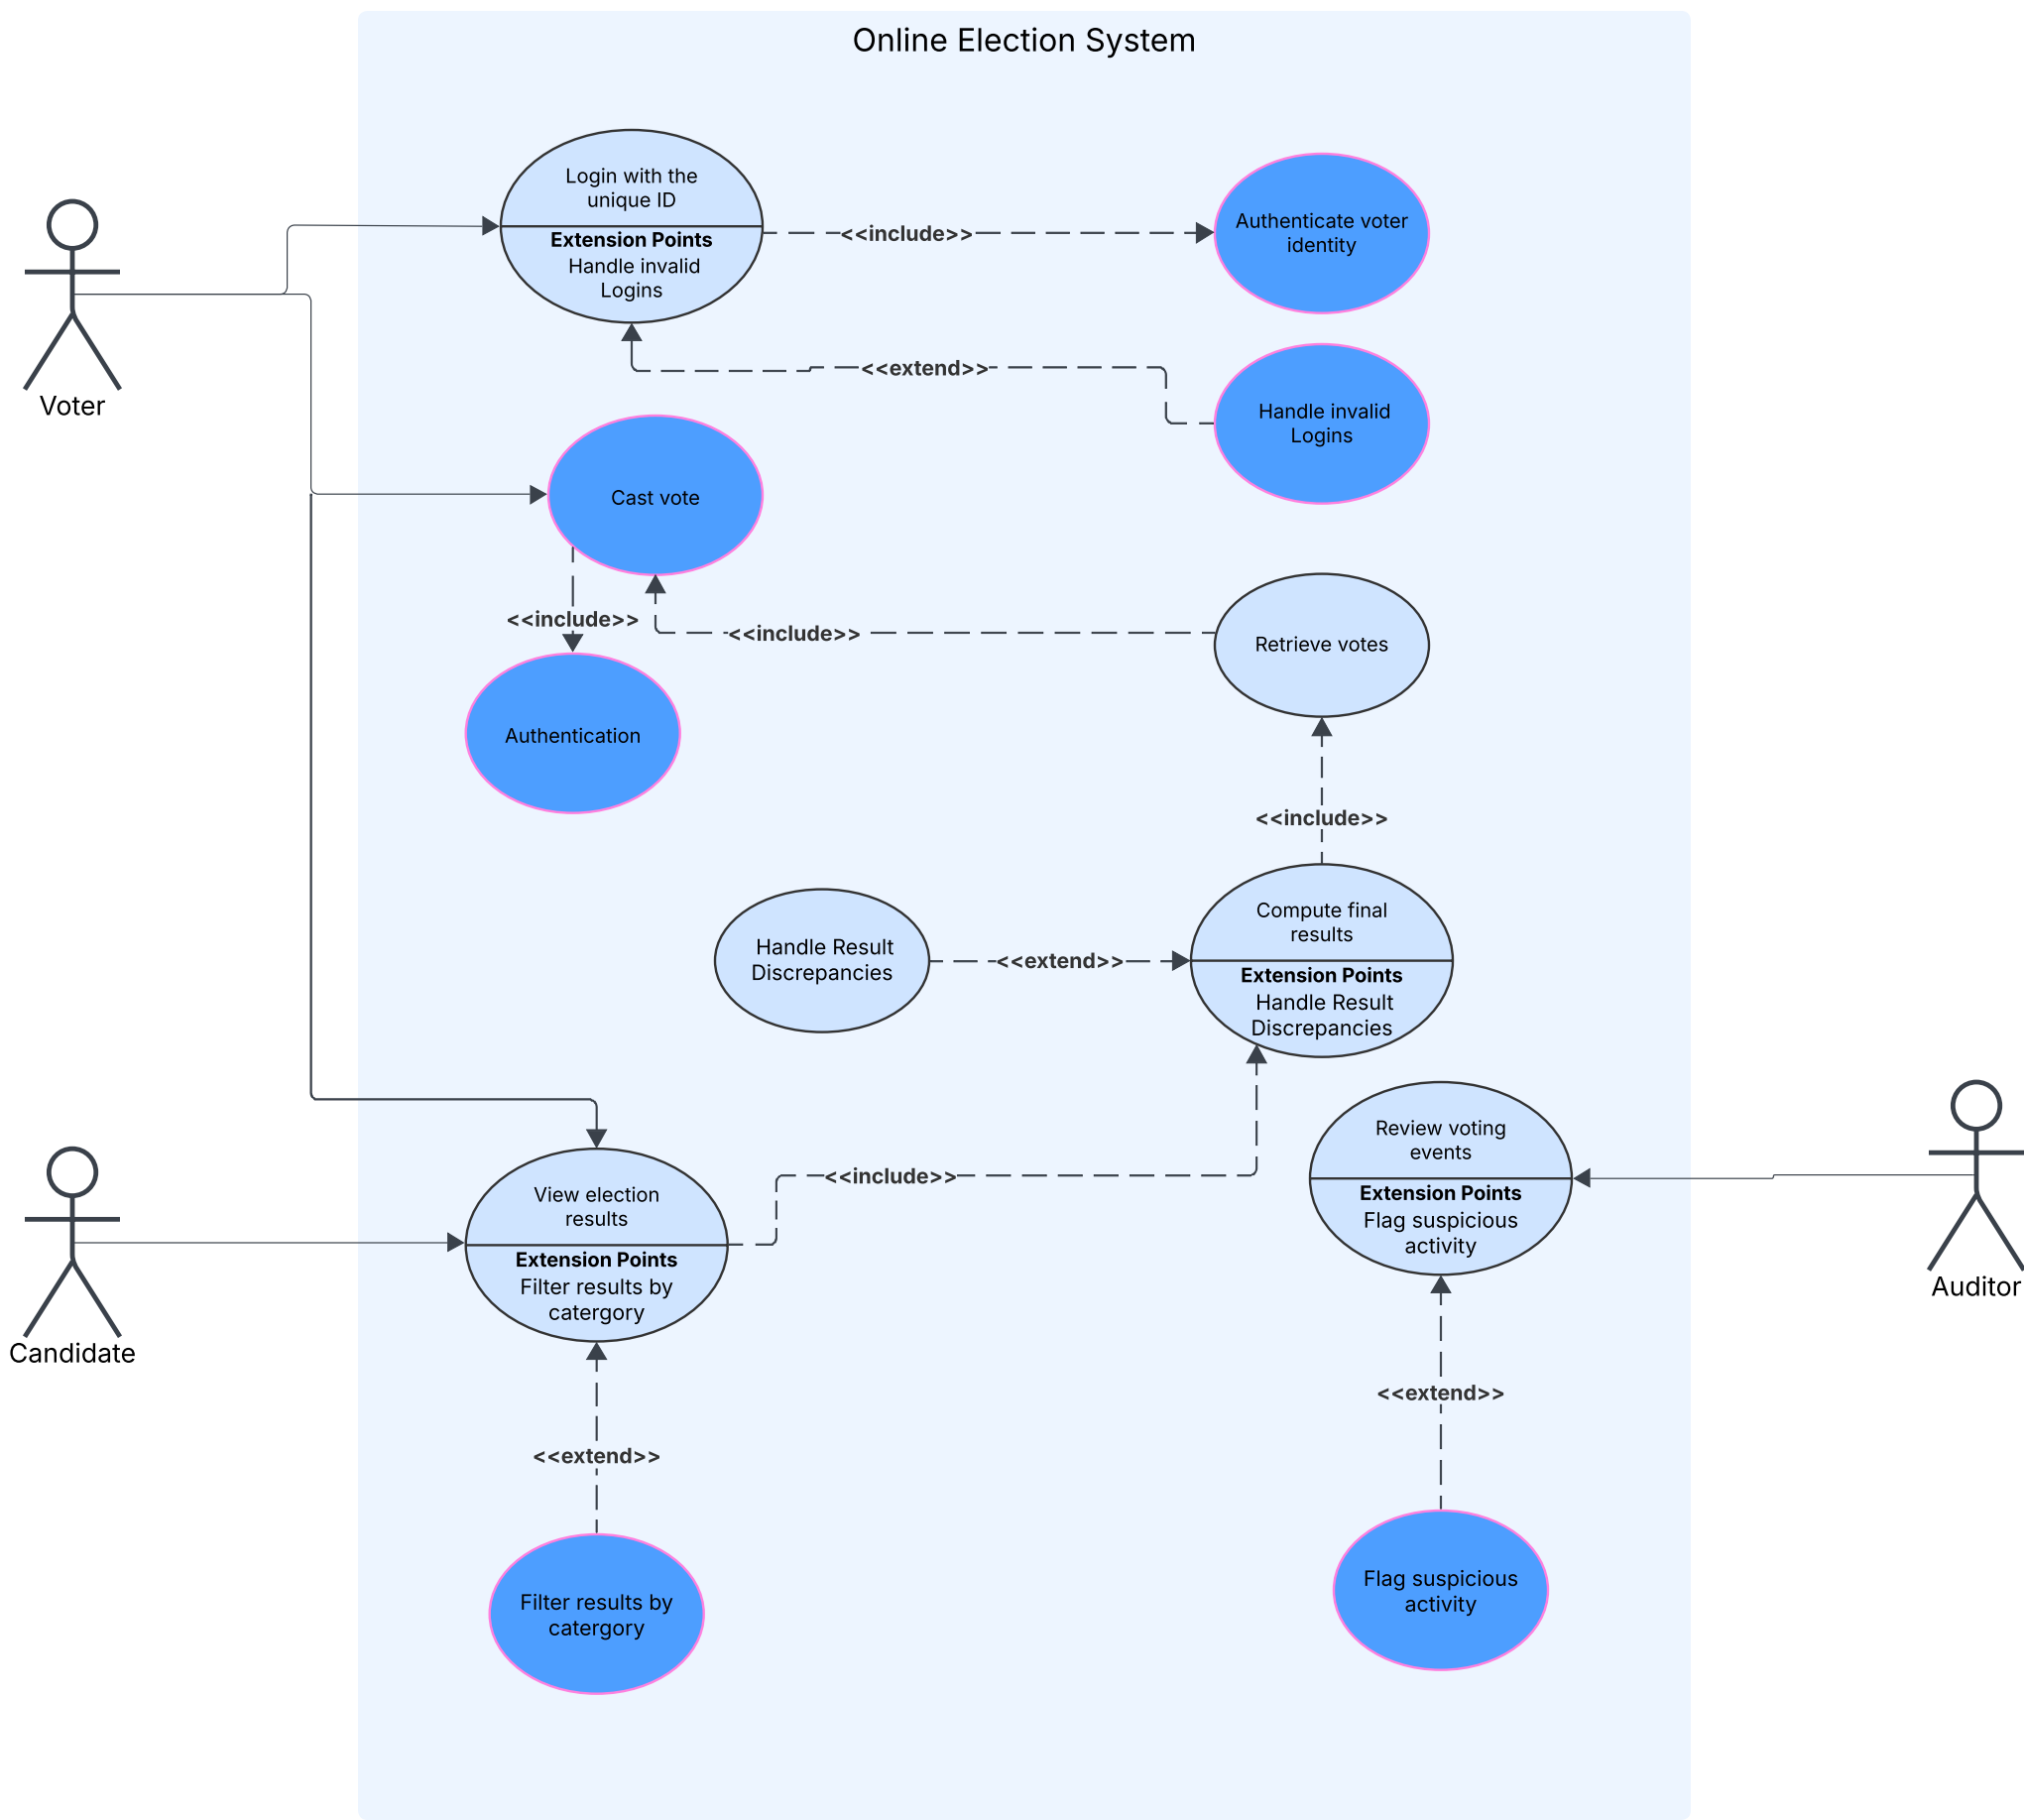 Online Election System
Login with the
unique ID
Extension Points
Handle invalid
Logins
<<include>>
Authenticate voter
identity
Voter
<<extend>>
Handle invalid
Logins
Cast vote
<<include>>
<<include>>
Retrieve votes
Authentication
<<include>>
Handle Result
Discrepancies
<<extend>>
Compute final
results
Extension Points
Handle Result
Discrepancies
Review voting
events
Extension Points
Flag suspicious
activity
Auditor
<<include>>
View election
results
Extension Points
Filter results by
catergory
Candidate
<<extend>>
<<extend>>
Filter results by
catergory
Flag suspicious
activity